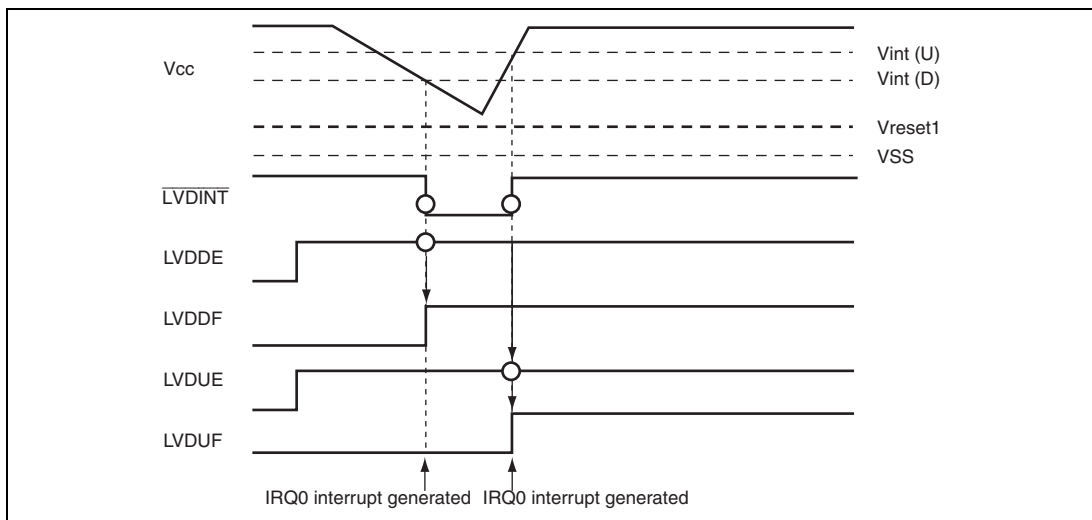 Vcc
Vint (U)
Vint (D)
Vreset1
VSS
LVDINT
LVDDE
LVDDF
LVDUE
LVDUF
IRQ0 interrupt generated
IRQ0 interrupt generated